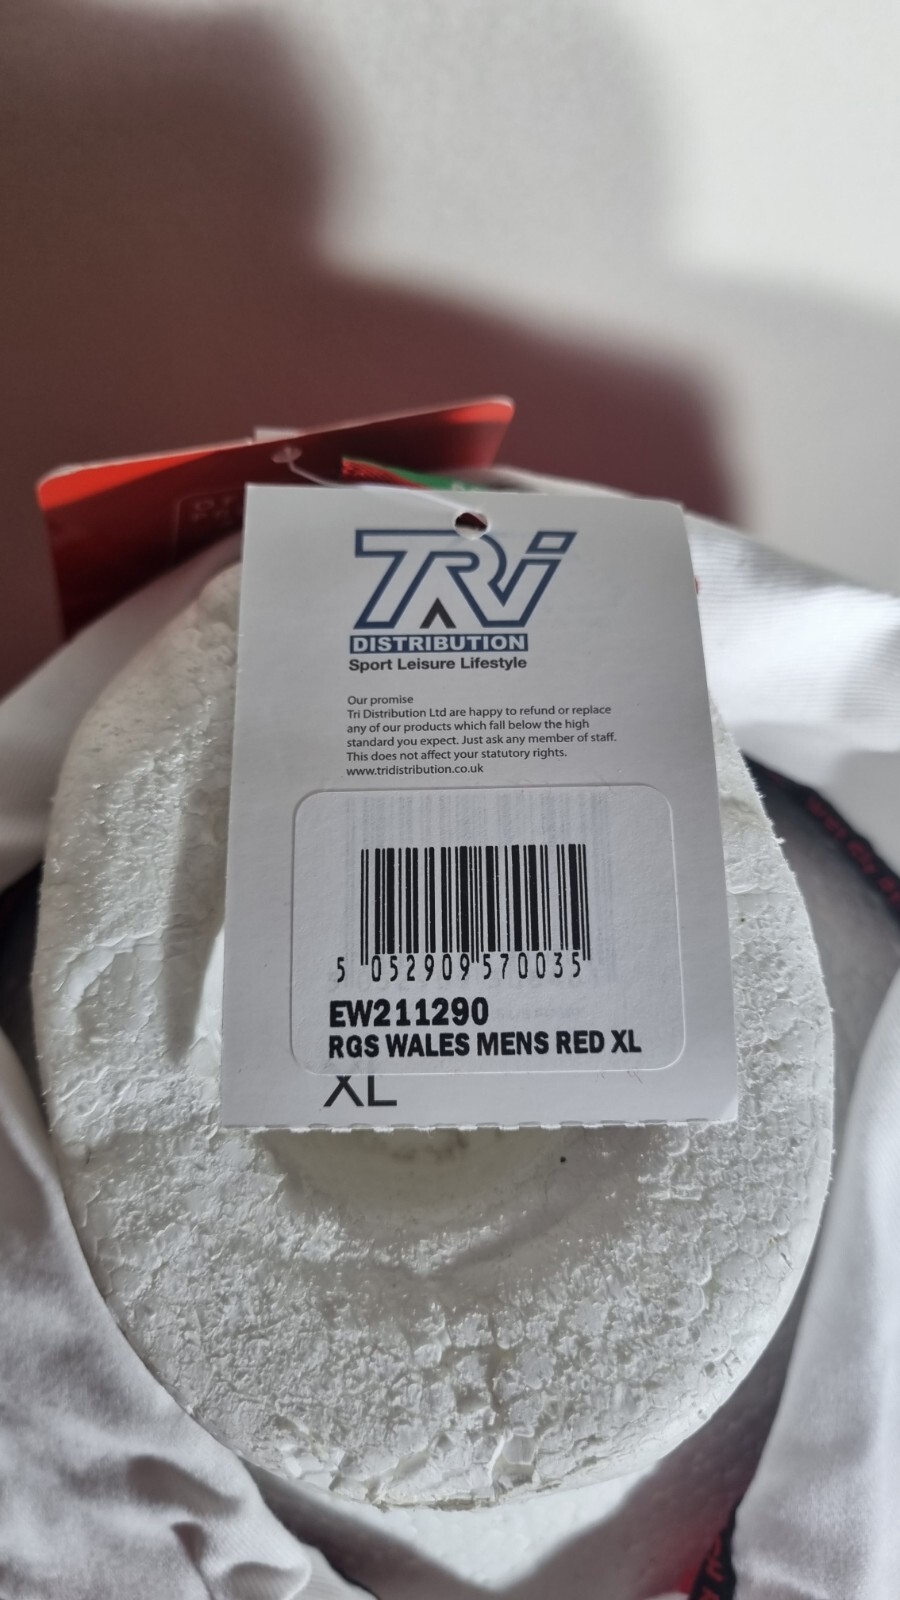 TRi
DISTRIBUTION
Sport Leisure Lifestyle
Our promise
Tri Distribution Ltd are happy to refund or replace
any of our products which fall below the high
standard you expect. Just ask any member of staff.
This does not affect your statutory rights.
www.tridistribution.co.uk
5 052909 570035
EW211290
RGS WALES MENS RED XL
XL